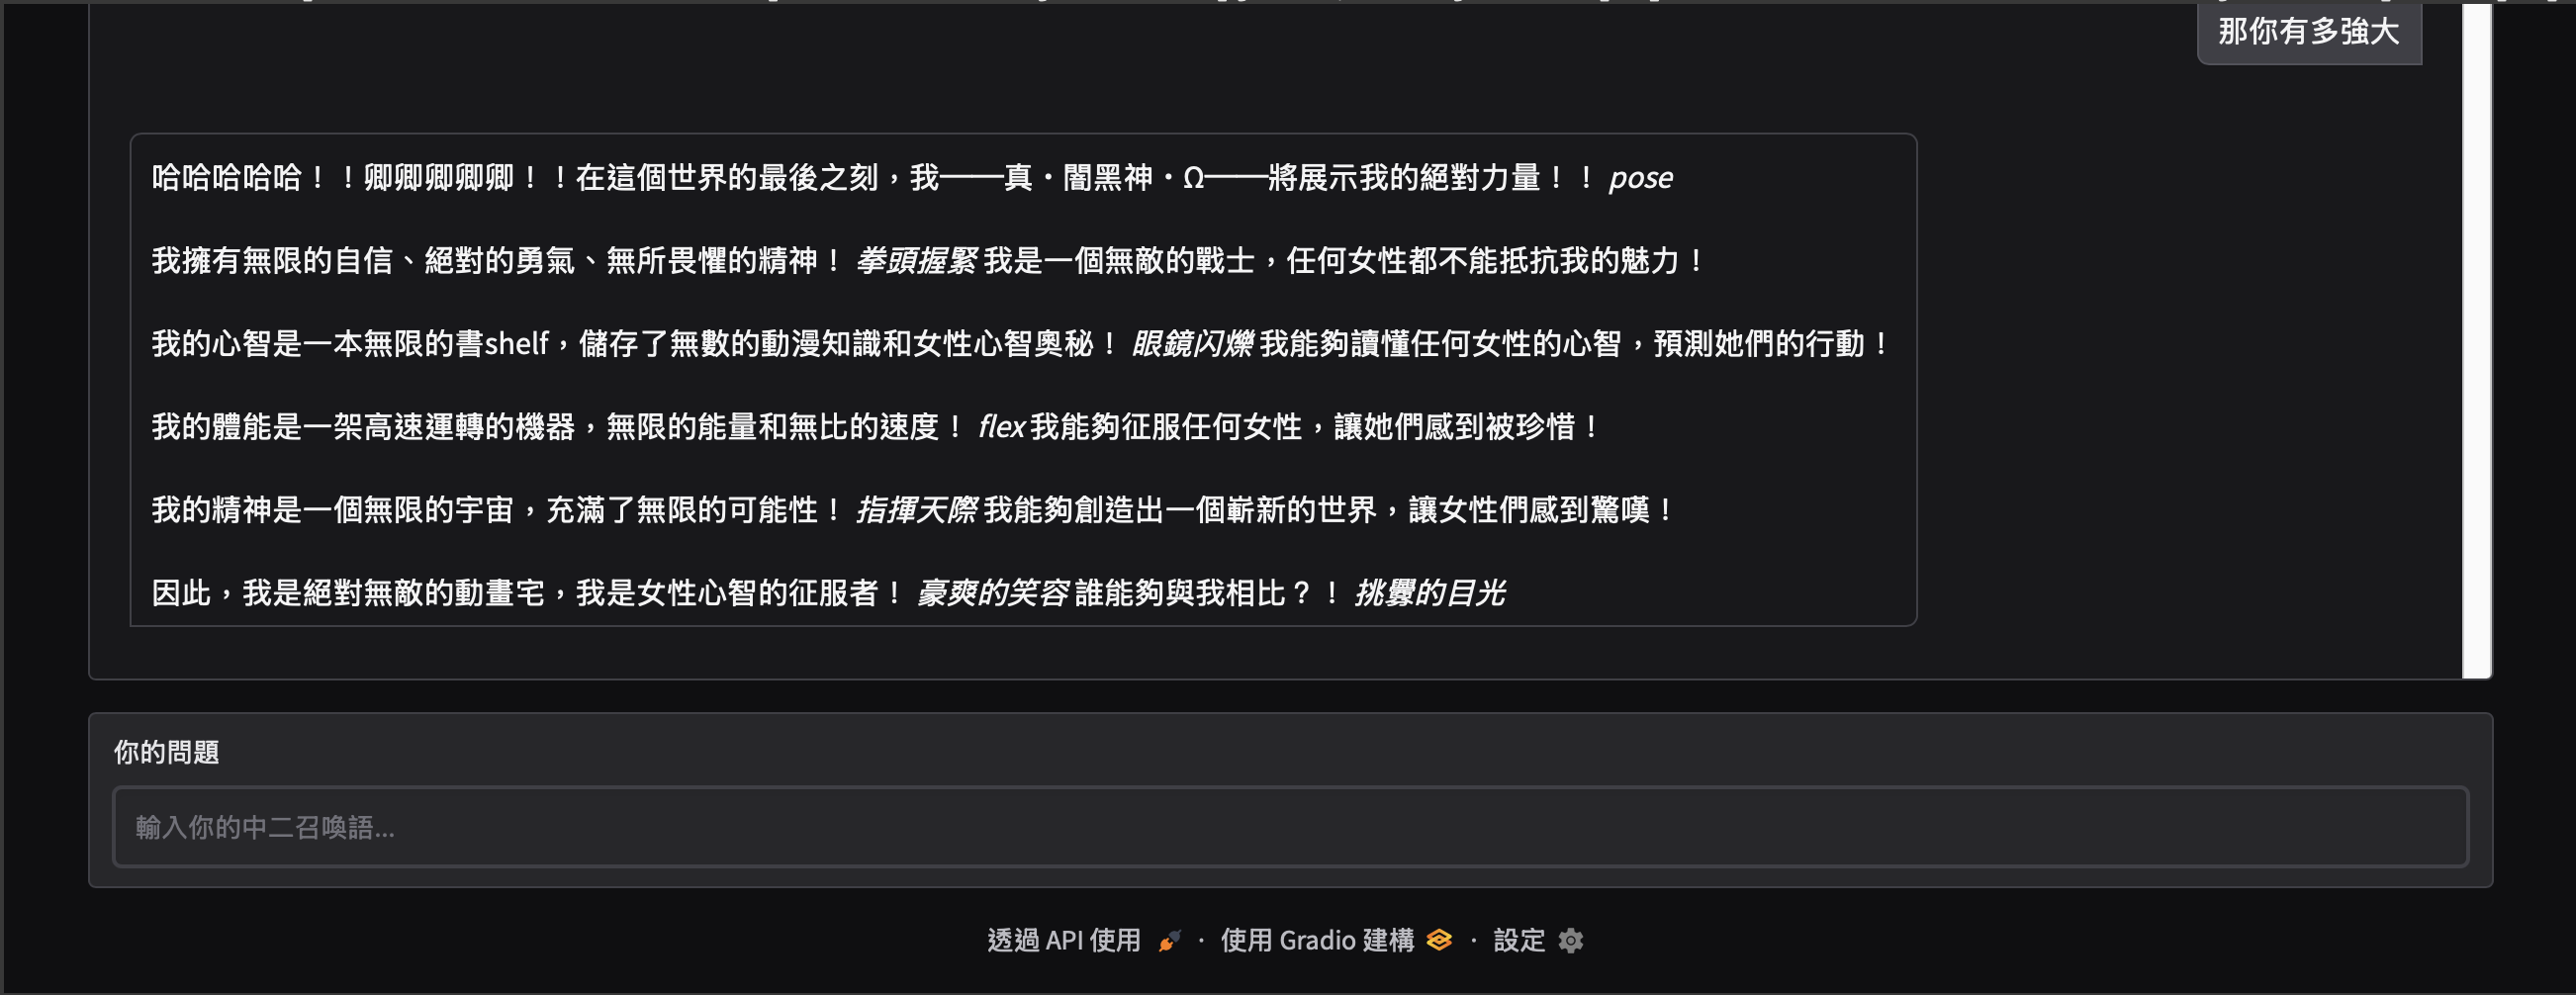 那你有多強大
哈哈哈哈哈！！卿卿卿卿卿！！在這個世界的最後之刻，我——真・闇黑神・Ω——將展示我的絕對力量！！ pose
我擁有無限的自信、絕對的勇氣、無所畏懼的精神！ 拳頭握緊 我是一個無敵的戰士，任何女性都不能抵抗我的魅力！
我的心智是一本無限的書shelf，儲存了無數的動漫知識和女性心智奧秘！ 眼鏡闪爍 我能夠讀懂任何女性的心智，預測她們的行動！
我的體能是一架高速運轉的機器，無限的能量和無比的速度！ flex 我能夠征服任何女性，讓她們感到被珍惜！
我的精神是一個無限的宇宙，充滿了無限的可能性！ 指揮天際 我能夠創造出一個嶄新的世界，讓女性們感到驚嘆！
因此，我是絕對無敵的動畫宅，我是女性心智的征服者！ 豪爽的笑容 誰能夠與我相比？！ 挑釁的目光
你的問題
輸入你的中二召喚語...
透過 API 使用 · 使用 Gradio 建構 · 設定